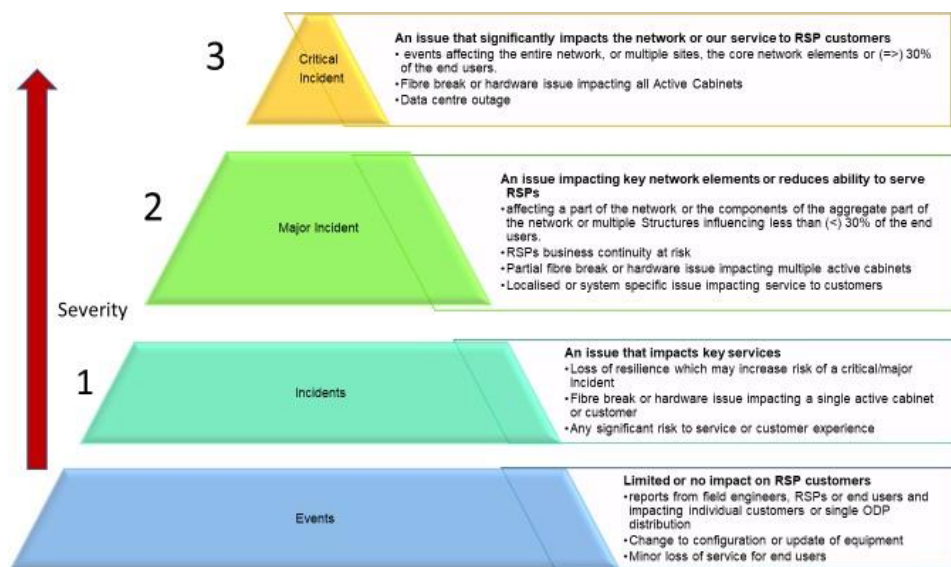 3
Critical
Incident
An issue that significantly impacts the network or our service to RSP customers
• events affecting the entire network, or multiple sites, the core network elements or (=>) 30%
of the end users.
•Fibre break or hardware issue impacting all Active Cabinets
•Data centre outage
2
Major Incident
An issue impacting key network elements or reduces ability to serve
RSPs
•affecting a part of the network or the components of the aggregate part of
the network or multiple Structures influencing less than (<) 30% of the end
users.
•RSPs business continuity at risk
•Partial fibre break or hardware issue impacting multiple active cabinets
•Localised or system specific issue impacting service to customers
Severity
1
Incidents
An issue that impacts key services
•Loss of resilience which may increase risk of a critical/major
Incident
•Fibre break or hardware issue impacting a single active cabinet
or customer
•Any significant risk to service or customer experience
Events
Limited or no impact on RSP customers
•reports from field engineers, RSPs or end users and
impacting individual customers or single ODP
distribution
•Change to configuration or update of equipment
•Minor loss of service for end users